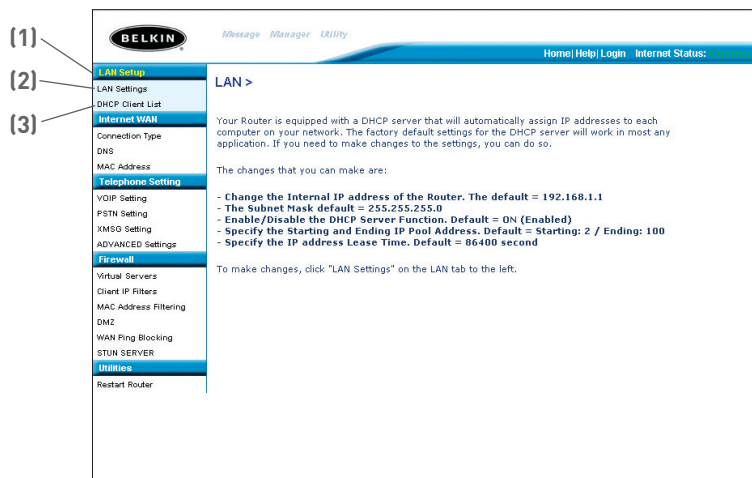 BELKIN
Message Manager Utility
Home| Help| Login Internet Status:
(1)
(2)
(3)
LAN Setup
LAN Settings
DHCP Client List
Internet WAN
Connection Type
DNS
MAC Address
Telephone Setting
VOIP Setting
PSTN Setting
XMSG Setting
ADVANCED Settings
Firewall
Virtual Servers
Client IP Filters
MAC Address Filtering
DMZ
WAN Ping Blocking
STUN SERVER
Utilities
Restart Router
LAN >
Your Router is equipped with a DHCP server that will automatically assign IP addresses to each
computer on your network. The factory default settings for the DHCP server will work in most any
application. If you need to make changes to the settings, you can do so.
The changes that you can make are:
- Change the Internal IP address of the Router. The default = 192.168.1.1
- The Subnet Mask default = 255.255.255.0
- Enable/Disable the DHCP Server Function. Default = ON (Enabled)
- Specify the Starting and Ending IP Pool Address. Default = Starting: 2 / Ending: 100
- Specify the IP address Lease Time. Default = 86400 second
To make changes, click "LAN Settings" on the LAN tab to the left.